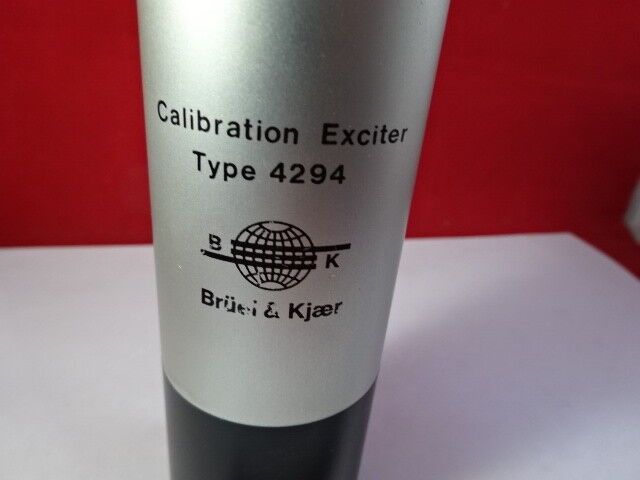 Calibration Exciter
Type 4294
B
K
Brüel & Kjær